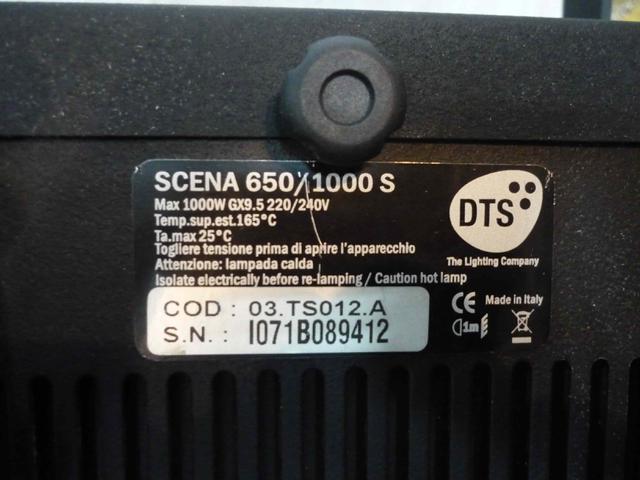 SCENA 650/1000 S
Max 1000W GX9.5 220/240V
Temp.sup.est.165°C
Ta.max 25°C
Togliere tensione prima di aprire l'apparecchio
Attenzione: lampada calda
Isolate electrically before re-lamping / Caution hot lamp
DTS
The Lighting Company
CE Made in Italy
1m
COD : 03.TS012.A
S.N. : I071B089412